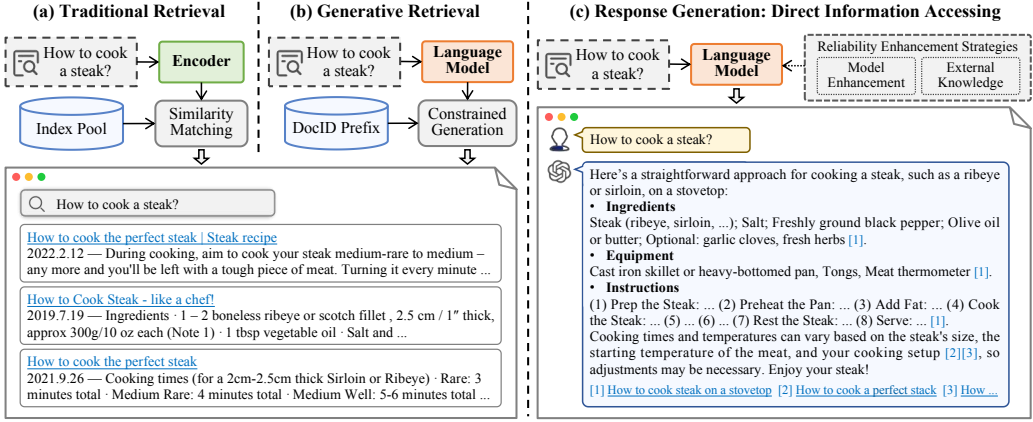 (a) Traditional Retrieval
How to cook
a steak?
Encoder
Index Pool
Similarity
Matching
How to cook a steak?
How to cook the perfect steak | Steak recipe
2022.2.12 — During cooking, aim to cook your steak medium-rare to medium –
any more and you'll be left with a tough piece of meat. Turning it every minute ...
How to Cook Steak - like a chef!
2019.7.19 — Ingredients · 1 – 2 boneless ribeye or scotch fillet , 2.5 cm / 1″ thick,
approx 300g/10 oz each (Note 1) · 1 tbsp vegetable oil · Salt and ...
How to cook the perfect steak
2021.9.26 — Cooking times (for a 2cm-2.5cm thick Sirloin or Ribeye) · Rare: 3
minutes total · Medium Rare: 4 minutes total · Medium Well: 5-6 minutes total ...
(b) Generative Retrieval
How to cook
a steak?
Language
Model
DocID Prefix
Constrained
Generation
(c) Response Generation: Direct Information Accessing
How to cook
a steak?
Language
Model
Reliability Enhancement Strategies
Model
Enhancement
External
Knowledge
How to cook a steak?
Here's a straightforward approach for cooking a steak, such as a ribeye
or sirloin, on a stovetop:
• Ingredients
Steak (ribeye, sirloin, ...); Salt; Freshly ground black pepper; Olive oil
or butter; Optional: garlic cloves, fresh herbs [1].
• Equipment
Cast iron skillet or heavy-bottomed pan, Tongs, Meat thermometer [1].
• Instructions
(1) Prep the Steak: ... (2) Preheat the Pan: ... (3) Add Fat: ... (4) Cook
the Steak: ... (5) ... (6) ... (7) Rest the Steak: ... (8) Serve: ... [1].
Cooking times and temperatures can vary based on the steak's size, the
starting temperature of the meat, and your cooking setup [2][3], so
adjustments may be necessary. Enjoy your steak!
[1] How to cook steak on a stovetop [2] How to cook a perfect stack [3] How ...